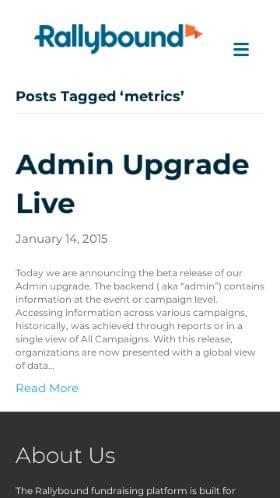 Rallybound
Posts Tagged ‘metrics’
Admin Upgrade
Live
January 14, 2015
Today we are announcing the beta release of our
Admin upgrade. The backend ( aka “admin”) contains
information at the event or campaign level.
Accessing information across various campaigns,
historically, was achieved through reports or in a
single view of All Campaigns. With this release,
organizations are now presented with a global view
of data...
Read More
About Us
The Rallybound fundraising platform is built for